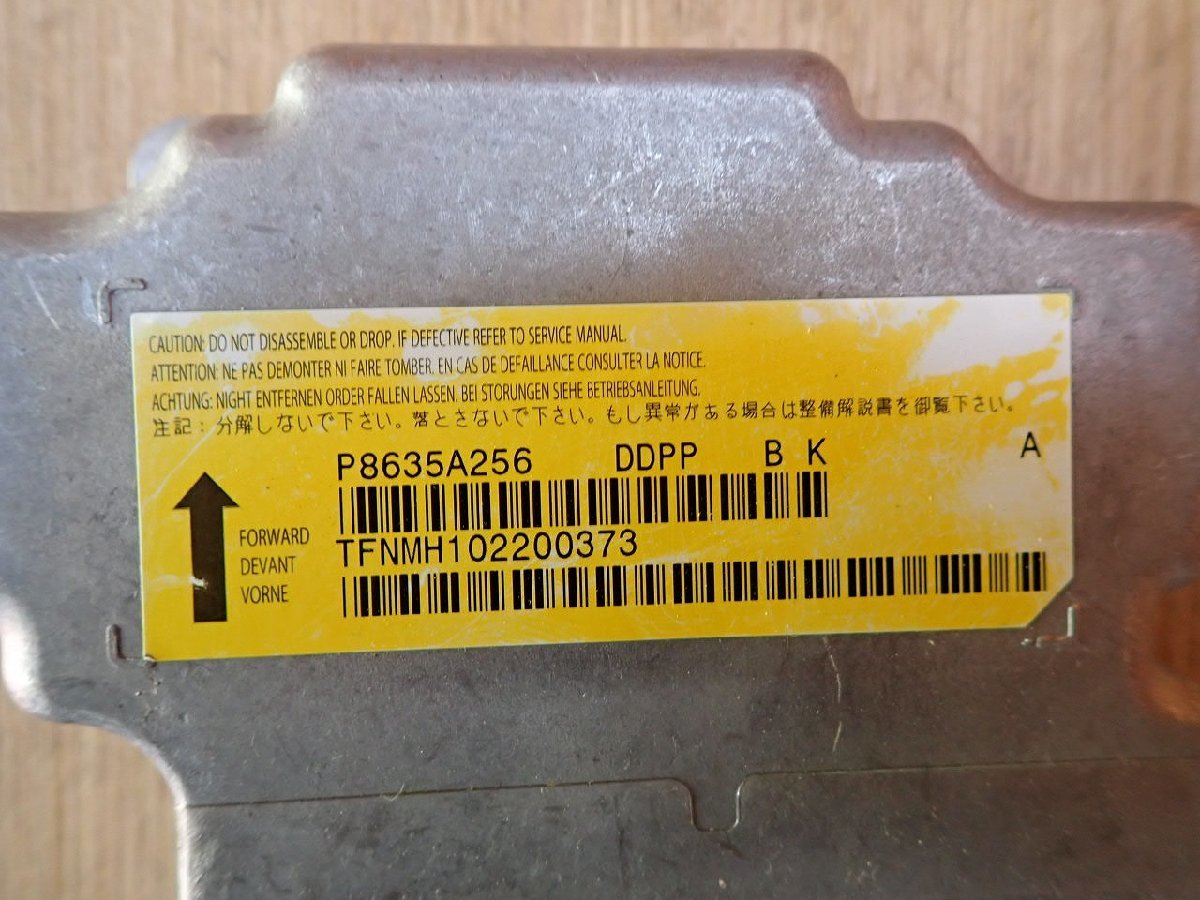 CAUTION: DO NOT DISASSEMBLE OR DROP. IF DEFECTIVE REFER TO SERVICE MANUAL.
ATTENTION: NE PAS DEMONTER NI FAIRE TOMBER. EN CAS DE DEFAILLANCE CONSULTER LA NOTICE.
ACHTUNG: NIGHT ENTFERNEN ORDER FALLEN LASSEN. BEI STORUNGEN SIEHE BETRIEBSANLEITUNG.
注記：分解しないで下さい。落とさないで下さい。もし異常がある場合は整備解説書を御覧下さい。
P8635A256 DDPP B K A
FORWARD
DEVANT
VORNE
TFNMH102200373